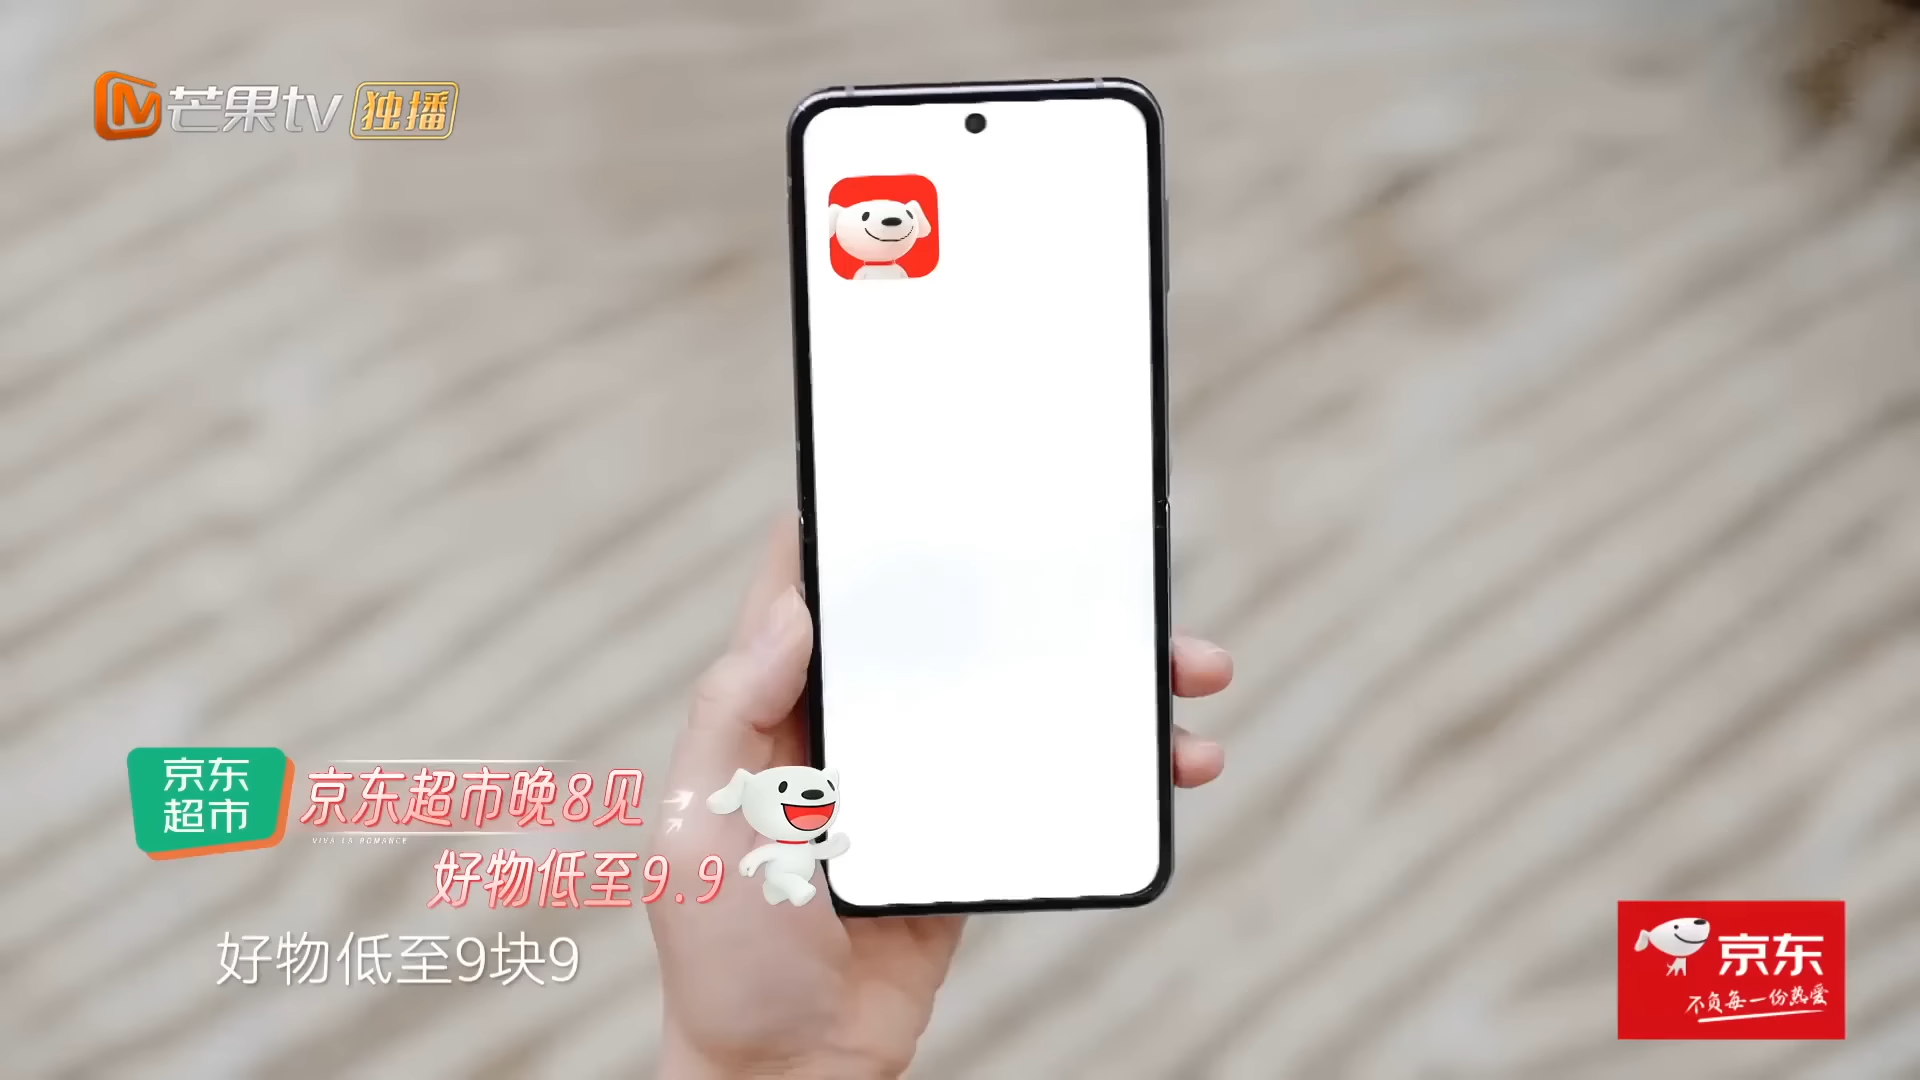 芒果tv 独播
京东
超市
京东超市晚8见
VIVA LA ROMANCE
好物低至9.9
好物低至9块9
京东
不负每一份热爱